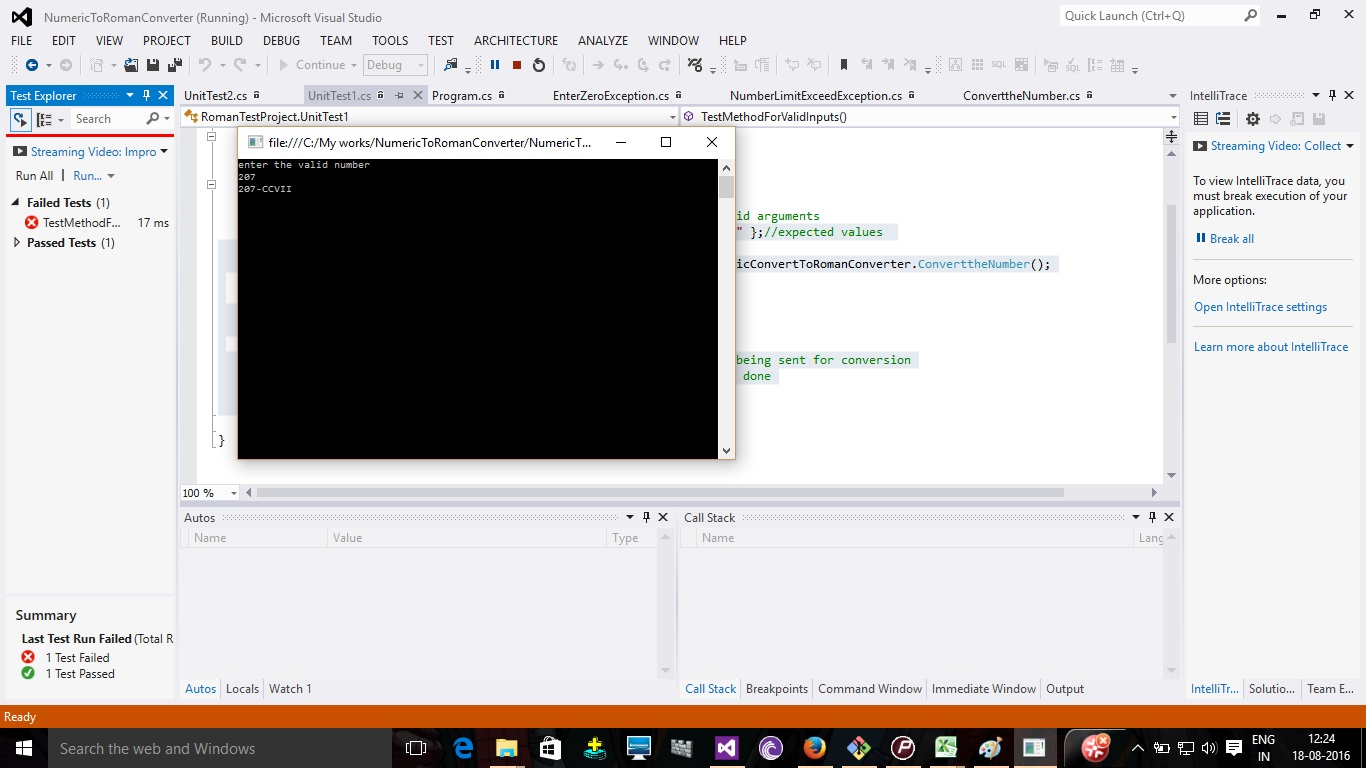 NumericToRomanConverter (Running) - Microsoft Visual Studio
Quick Launch (Ctrl+Q)
FILE EDIT VIEW PROJECT BUILD DEBUG TEAM TOOLS TEST ARCHITECTURE ANALYZE WINDOW HELP
Continue Debug
Test Explorer
UnitTest2.cs UnitTest1.cs Program.cs EnterZeroException.cs NumberLimitExceedException.cs ConverttheNumber.cs
IntelliTrace
Search
RomanTestProject.UnitTest1 TestMethodForValidInputs()
Streaming Video: Impro
Run All | Run...
Failed Tests (1)
TestMethodF... 17 ms
Passed Tests (1)
file:///C:/My works/NumericToRomanConverter/NumericT...
enter the valid number
207
207-CCVII
id arguments
" };//expected values
icConvertToRomanConverter.ConverttheNumber();
being sent for conversion
done
}
100 %
Streaming Video: Collect
To view IntelliTrace data, you
must break execution of your
application.
Break all
More options:
Open IntelliTrace settings
Learn more about IntelliTrace
Autos
Name Value Type
Call Stack
Name Lang
Summary
Last Test Run Failed (Total R
1 Test Failed
1 Test Passed
Autos Locals Watch 1
Call Stack Breakpoints Command Window Immediate Window Output
IntelliTr... Solutio... Team E...
Ready
Search the web and Windows
ENG
IN
12:24
18-08-2016